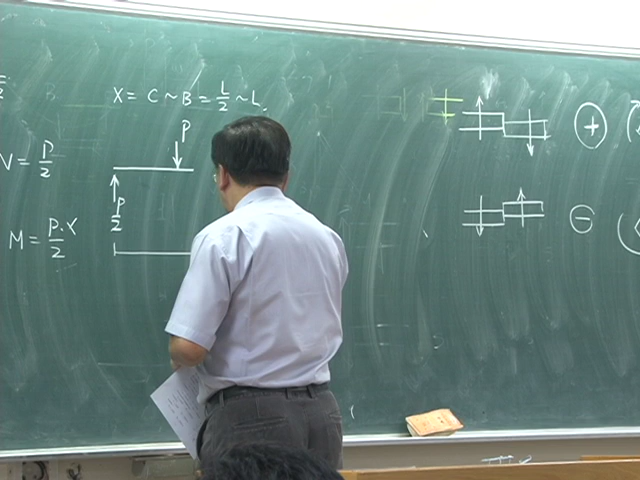 X = C ~ B = L/2 ~ L
P
V = P/2
P/2
M = P·X/2
+